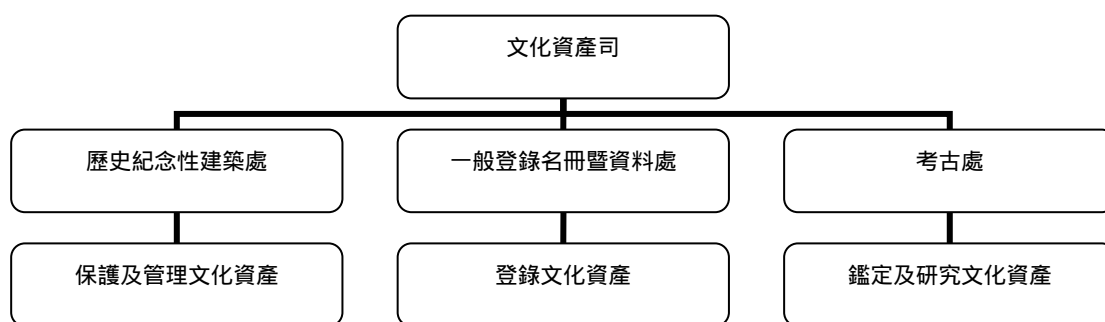 文化資產司
歷史紀念性建築處
一般登錄名冊暨資料處
考古處
保護及管理文化資產
登錄文化資產
鑑定及研究文化資產